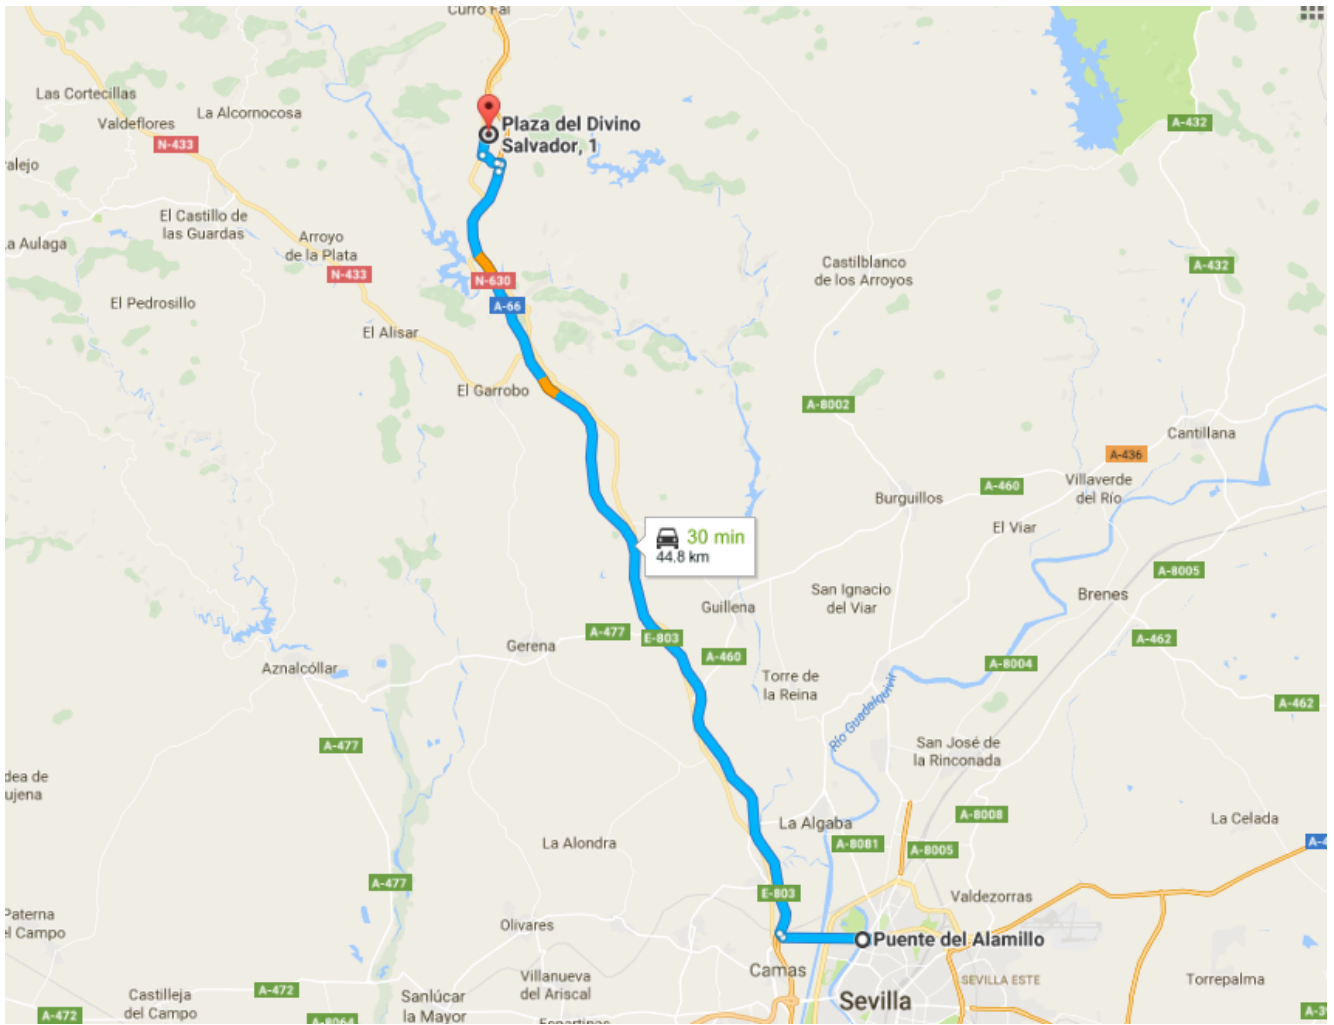 Curro Fal
Las Cortecillas
Valdeflores
La Alcornocosa
N-433
ralejo
Plaza del Divino
Salvador, 1
A-432
El Castillo de
las Guardas
a Aulaga
Arroyo
de la Plata
N-433
N-630
A-66
El Pedrosillo
El Alisar
El Garrobo
Castilblanco
de los Arroyos
A-432
A-8002
Cantillana
A-436
Villaverde
del Río
A-460
Burguillos
El Viar
30 min
44.8 km
A-8005
Brenes
San Ignacio
del Viar
Guillena
A-477
E-803
A-462
Gerena
A-460
A-8004
Aznalcóllar
Torre de
la Reina
Río Guadalquivir
A-462
A-477
San José de
la Rinconada
dea de
ujena
La Algaba
A-8008
La Celada
La Alondra
A-8081
A-8005
A-4
A-477
E-803
Valdezorras
Paterna
el Campo
Olivares
Puente del Alamillo
Camas
SEVILLA ESTE
Torrepalma
Villanueva
del Ariscal
A-472
Castilleja
del Campo
Sanlúcar
la Mayor
Sevilla
A-472
A-8064
Espartinas
A-3